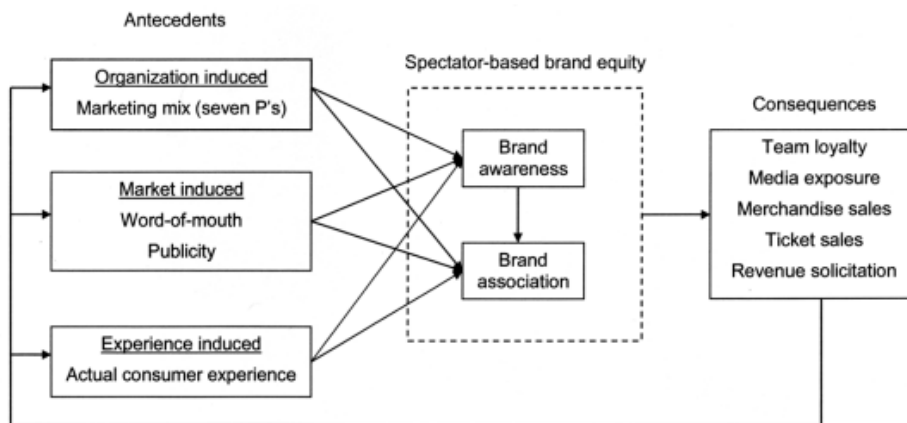 Antecedents
Organization induced
Marketing mix (seven P's)
Market induced
Word-of-mouth
Publicity
Experience induced
Actual consumer experience
Spectator-based brand equity
Brand
awareness
Brand
association
Consequences
Team loyalty
Media exposure
Merchandise sales
Ticket sales
Revenue solicitation